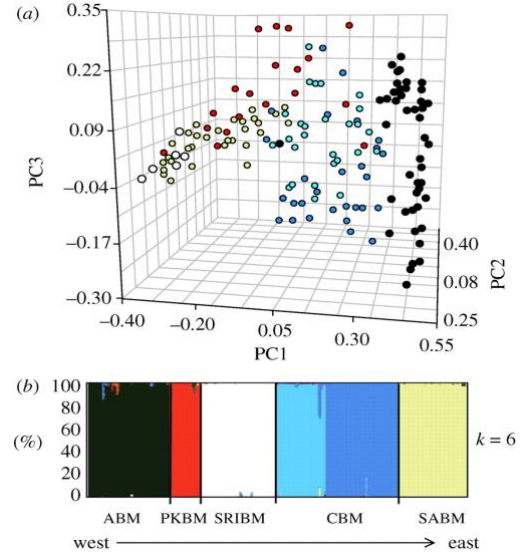 (a)
0.35
0.22
0.09
−0.04
−0.17
−0.30
PC3
−0.40
−0.20
0.05
0.30
0.55
PC1
0.40
0.08
0.25
PC2
(b)
100
80
60
40
20
0
(%)
k = 6
ABM PKBM SRIBM CBM SABM
west east